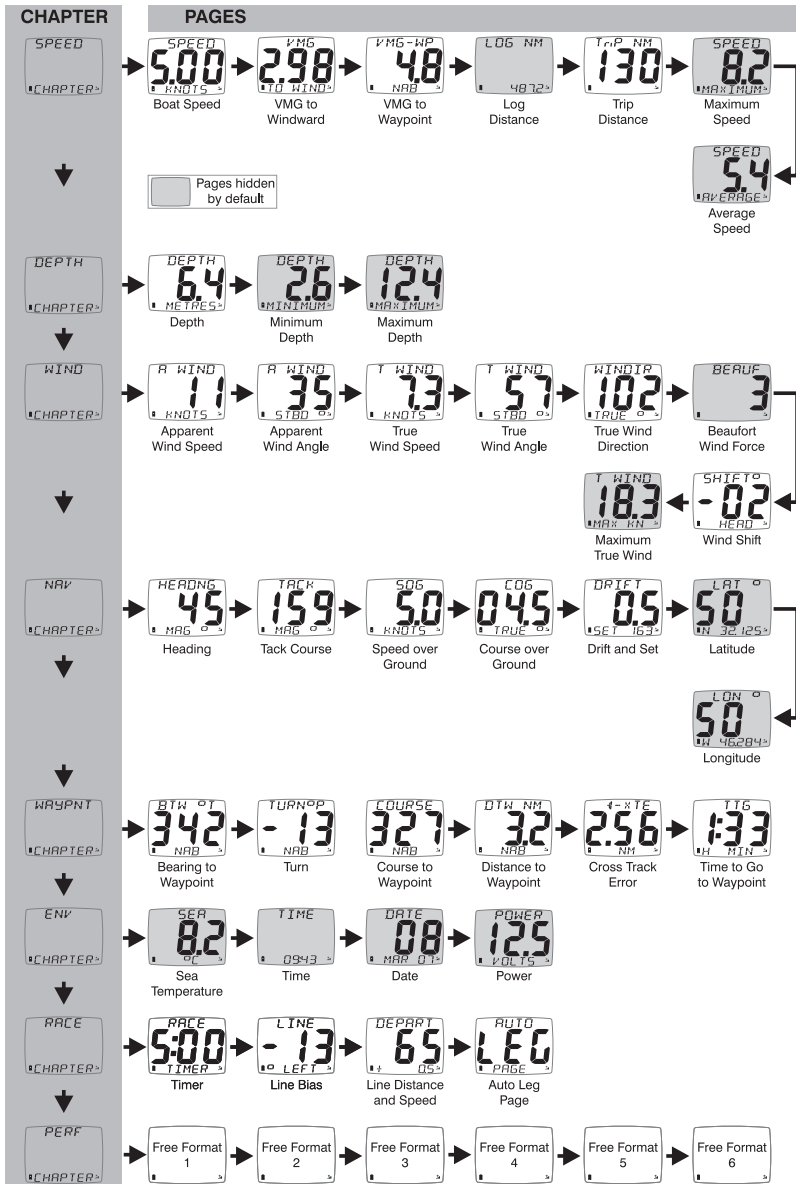 CHAPTER PAGES
SPEED
CHAPTER
SPEED
5.00
KNOTS
Boat Speed
VMG
2.98
TO WIND
VMG to
Windward
VMG-WP
4.8
NAB
VMG to
Waypoint
LOG NM
487.2
Log
Distance
TriP NM
130
Trip
Distance
SPEED
8.2
MAXIMUM
Maximum
Speed
SPEED
5.4
AVERAGE
Average
Speed
Pages hidden
by default
DEPTH
CHAPTER
DEPTH
6.4
METRES
Depth
DEPTH
2.6
MINIMUM
Minimum
Depth
DEPTH
12.4
MAXIMUM
Maximum
Depth
WIND
CHAPTER
A WIND
11
KNOTS
Apparent
Wind Speed
A WIND
35
STBD °
Apparent
Wind Angle
T WIND
7.3
KNOTS
True
Wind Speed
T WIND
57
STBD °
True
Wind Angle
WINDIR
102
TRUE °
True Wind
Direction
BEAUF
3
Beaufort
Wind Force
SHIFT°
-02
HEAD
Wind Shift
T WIND
18.3
MAX KN
Maximum
True Wind
NAV
CHAPTER
HEADNG
45
MAG °
Heading
TACK
159
MAG °
Tack Course
SOG
5.0
KNOTS
Speed over
Ground
COG
04.5
TRUE °
Course over
Ground
DRIFT
0.5
SET 163
Drift and Set
LAT °
50
N 32.125
Latitude
LON °
50
W 46.284
Longitude
WAYPNT
CHAPTER
BTW °T
342
NAB
Bearing to
Waypoint
TURN°P
-13
NAB
Turn
COURSE
327
NAB
Course to
Waypoint
DTW NM
3.2
NAB
Distance to
Waypoint
XTE
2.56
NM
Cross Track
Error
TTG
1:33
H MIN
Time to Go
to Waypoint
ENV
CHAPTER
SEA
8.2
°C
Sea
Temperature
TIME
09:43
Time
DATE
08
MAR 07
Date
POWER
12.5
VOLTS
Power
RACE
CHAPTER
RACE
5:00
TIMER
Timer
LINE
-13
° LEFT
Line Bias
DEPART
65
0.5
Line Distance
and Speed
AUTO
LEG
PAGE
Auto Leg
Page
PERF
CHAPTER
Free Format
1
Free Format
2
Free Format
3
Free Format
4
Free Format
5
Free Format
6